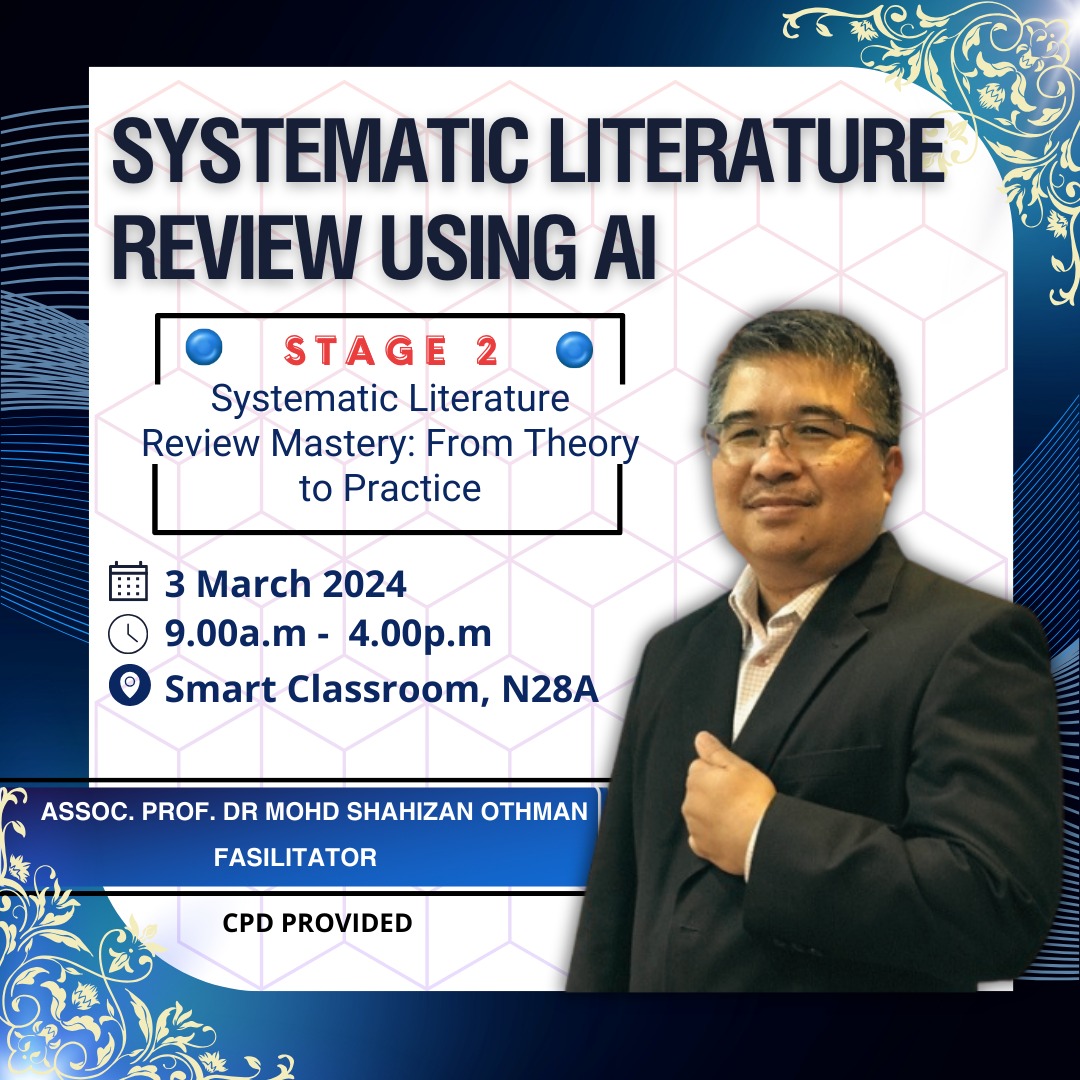 SYSTEMATIC LITERATURE
REVIEW USING AI
STAGE 2
Systematic Literature
Review Mastery: From Theory
to Practice
3 March 2024
9.00a.m - 4.00p.m
Smart Classroom, N28A
ASSOC. PROF. DR MOHD SHAHIZAN OTHMAN
FASILITATOR
CPD PROVIDED